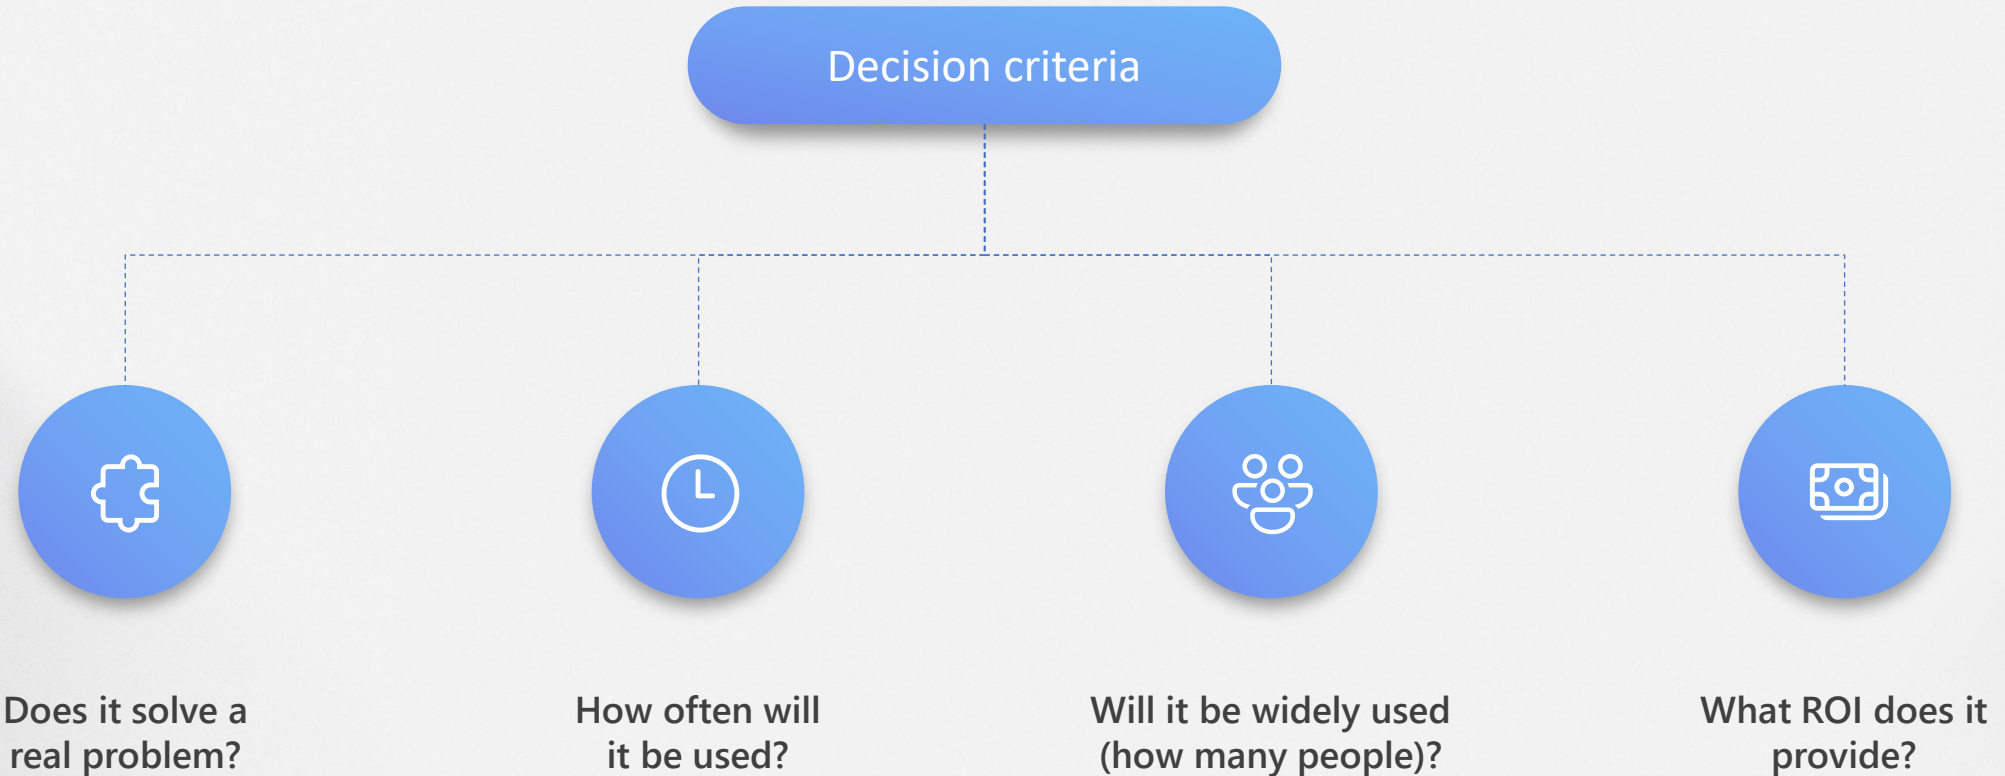 Decision criteria
Does it solve a
real problem?
How often will
it be used?
Will it be widely used
(how many people)?
What ROI does it
provide?